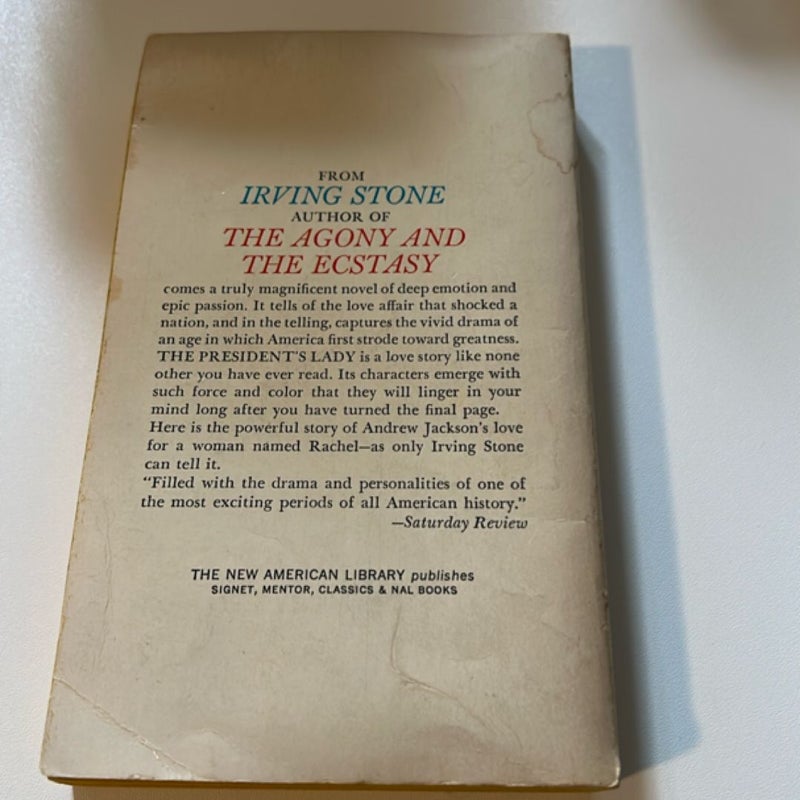 FROM
IRVING STONE
AUTHOR OF
THE AGONY AND
THE ECSTASY
comes a truly magnificent novel of deep emotion and
epic passion. It tells of the love affair that shocked a
nation, and in the telling, captures the vivid drama of
an age in which America first strode toward greatness.
THE PRESIDENT'S LADY is a love story like none
other you have ever read. Its characters emerge with
such force and color that they will linger in your
mind long after you have turned the final page.
Here is the powerful story of Andrew Jackson's love
for a woman named Rachel—as only Irving Stone
can tell it.
“Filled with the drama and personalities of one of
the most exciting periods of all American history.”
—Saturday Review
THE NEW AMERICAN LIBRARY publishes
SIGNET, MENTOR, CLASSICS & NAL BOOKS